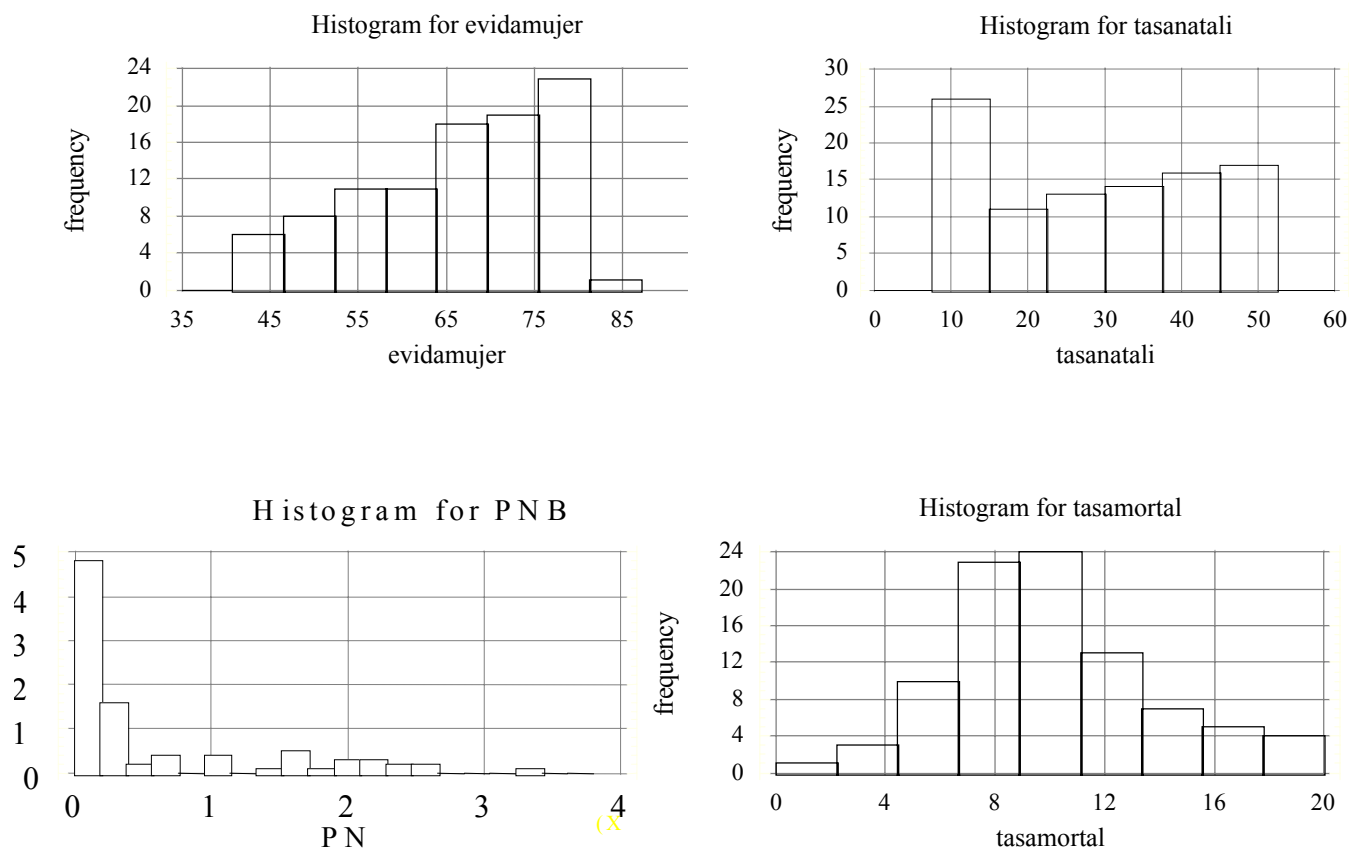 Histogram for evidamujer
24
20
16
12
8
4
0
frequency
35 45 55 65 75 85
evidamujer
Histogram for tasanatali
30
25
20
15
10
5
0
frequency
0 10 20 30 40 50 60
tasanatali
Histogram for PNB
5
4
3
2
1
0
0 1 2 3 4
(X
PN
Histogram for tasamortal
24
20
16
12
8
4
0
frequency
0 4 8 12 16 20
tasamortal